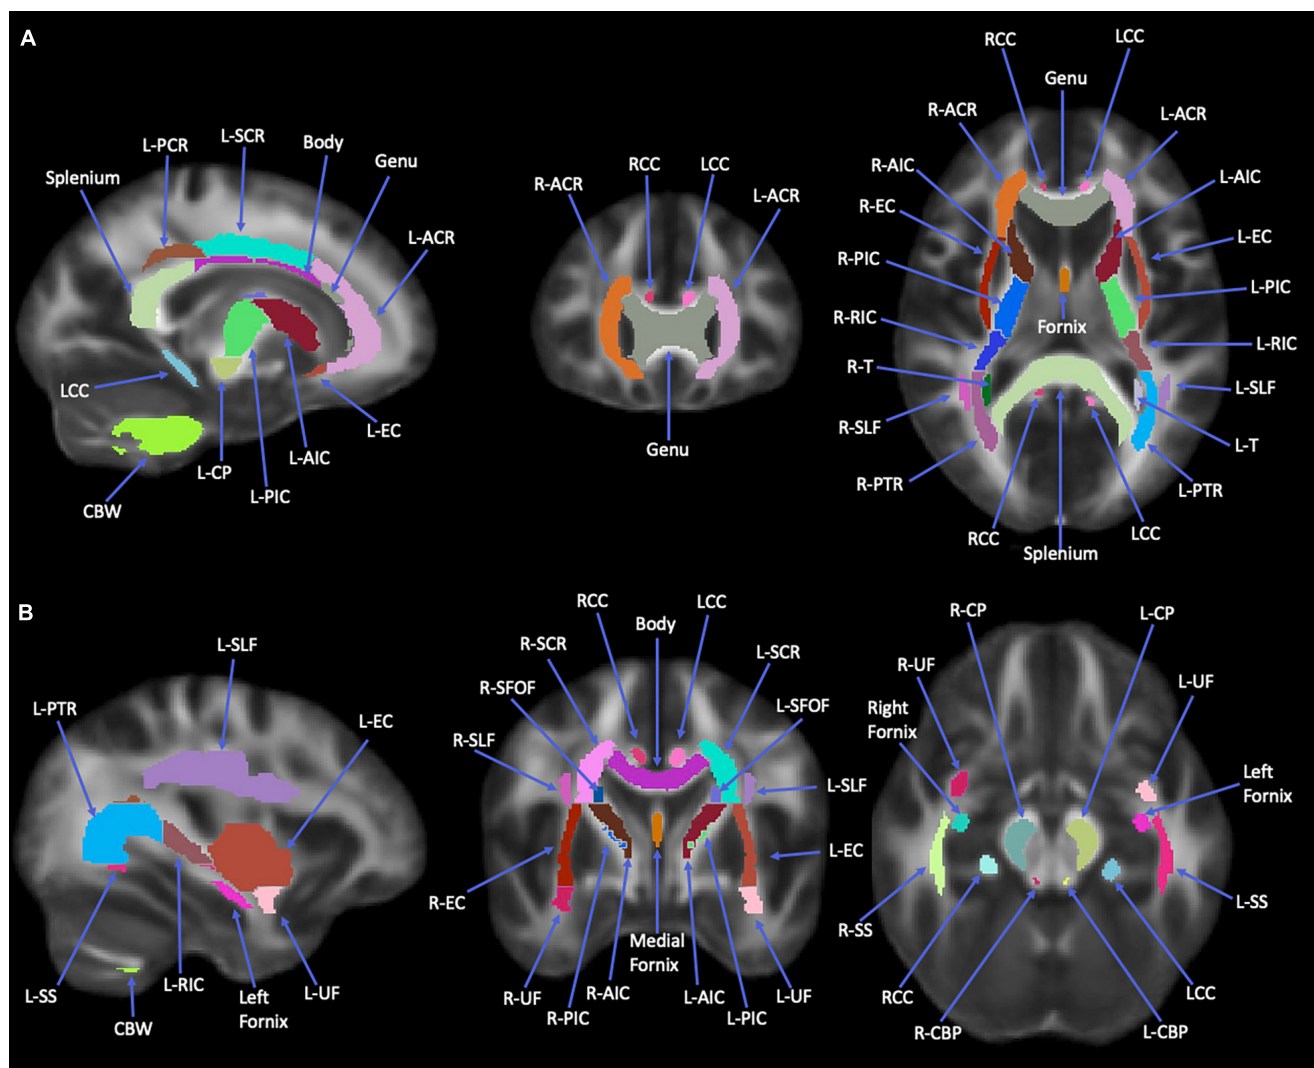 A
L-PCR
L-SCR
Body
Genu
Splenium
L-ACR
LCC
CBW
L-CP
L-PIC
L-AIC
L-EC
R-ACR
RCC
LCC
L-ACR
Genu
RCC
LCC
Genu
R-ACR
L-ACR
R-AIC
L-AIC
R-EC
L-EC
R-PIC
L-PIC
Fornix
R-RIC
L-RIC
R-T
L-SLF
R-SLF
L-T
R-PTR
L-PTR
RCC
LCC
Splenium
B
L-SLF
L-PTR
L-EC
L-SS
CBW
L-RIC
Left
Fornix
L-UF
RCC
LCC
Body
R-SCR
L-SCR
R-SFOF
L-SFOF
R-SLF
L-SLF
L-EC
R-EC
Medial
Fornix
R-UF
R-AIC
L-AIC
L-UF
R-PIC
L-PIC
R-CP
L-CP
R-UF
L-UF
Right
Fornix
Left
Fornix
L-SS
R-SS
RCC
LCC
R-CBP
L-CBP